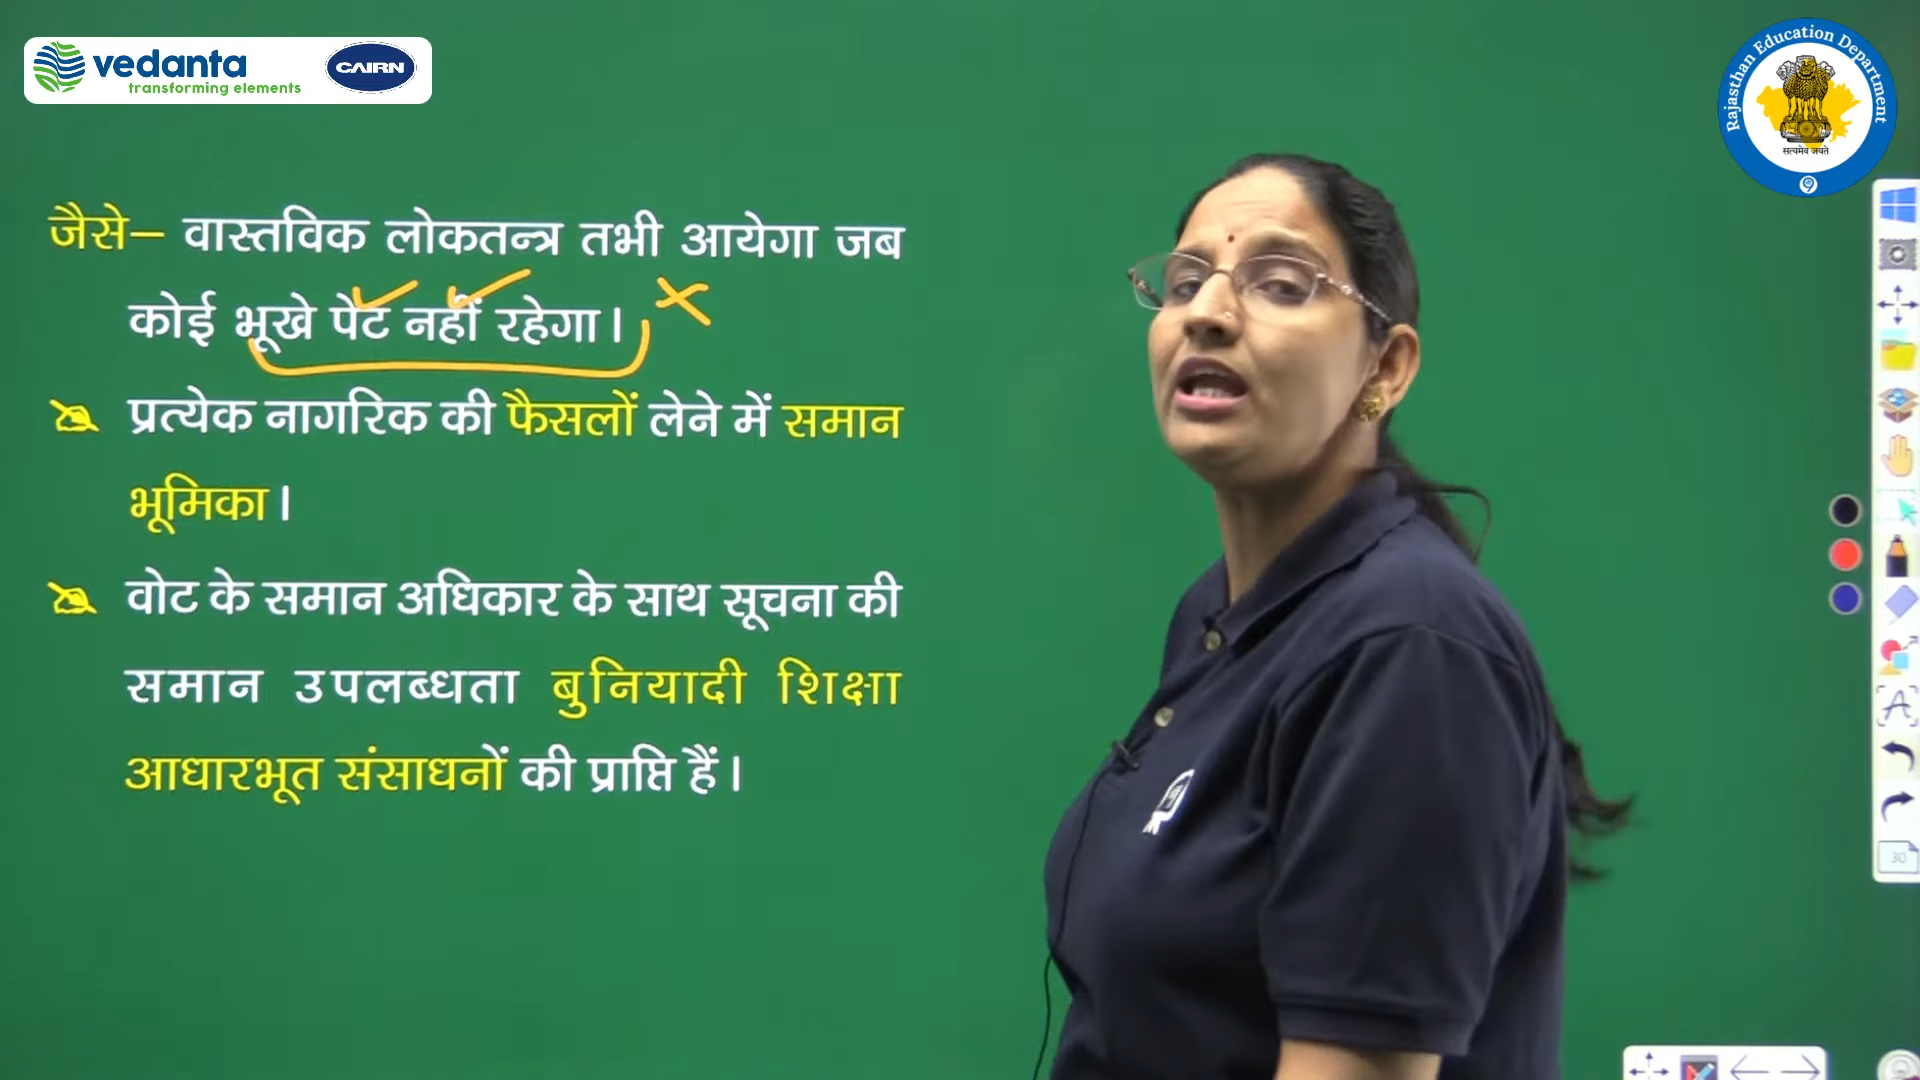 vedanta
transforming elements
CAIRN
Rajasthan Education Department
सत्यमेव जयते
जैसे– वास्तविक लोकतन्त्र तभी आयेगा जब
कोई भूखे पेट नहीं रहेगा।
प्रत्येक नागरिक की फैसलों लेने में समान
भूमिका।
वोट के समान अधिकार के साथ सूचना की
समान उपलब्धता बुनियादी शिक्षा
आधारभूत संसाधनों की प्राप्ति हैं।
A
30